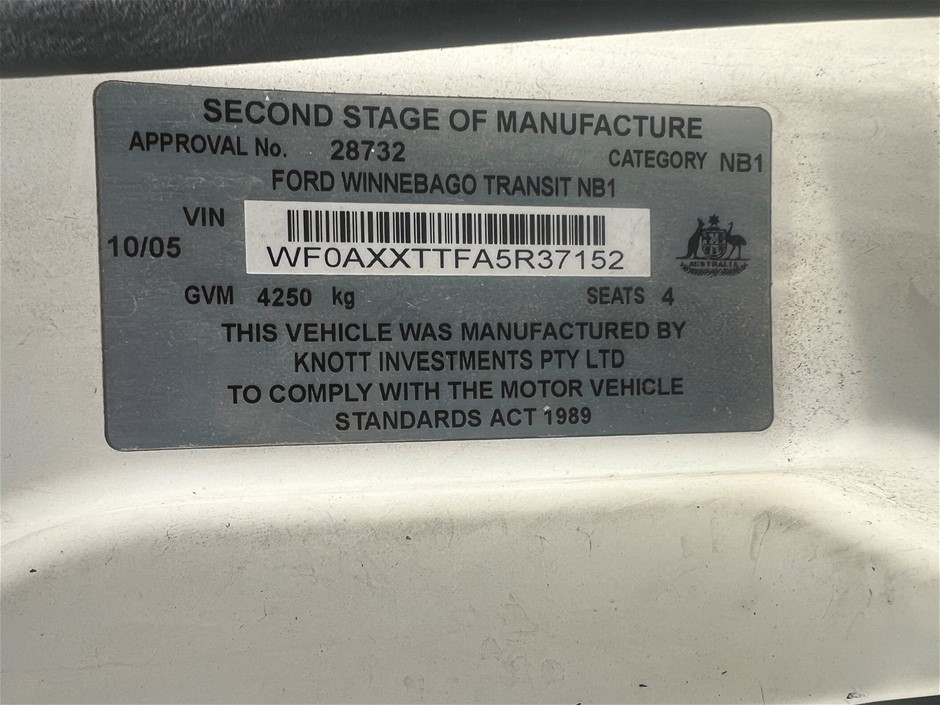 SECOND STAGE OF MANUFACTURE
APPROVAL No. 28732 CATEGORY NB1
FORD WINNEBAGO TRANSIT NB1
VIN
10/05 WF0AXXTTFA5R37152
AUSTRALIA
GVM 4250 kg SEATS 4
THIS VEHICLE WAS MANUFACTURED BY
KNOTT INVESTMENTS PTY LTD
TO COMPLY WITH THE MOTOR VEHICLE
STANDARDS ACT 1989